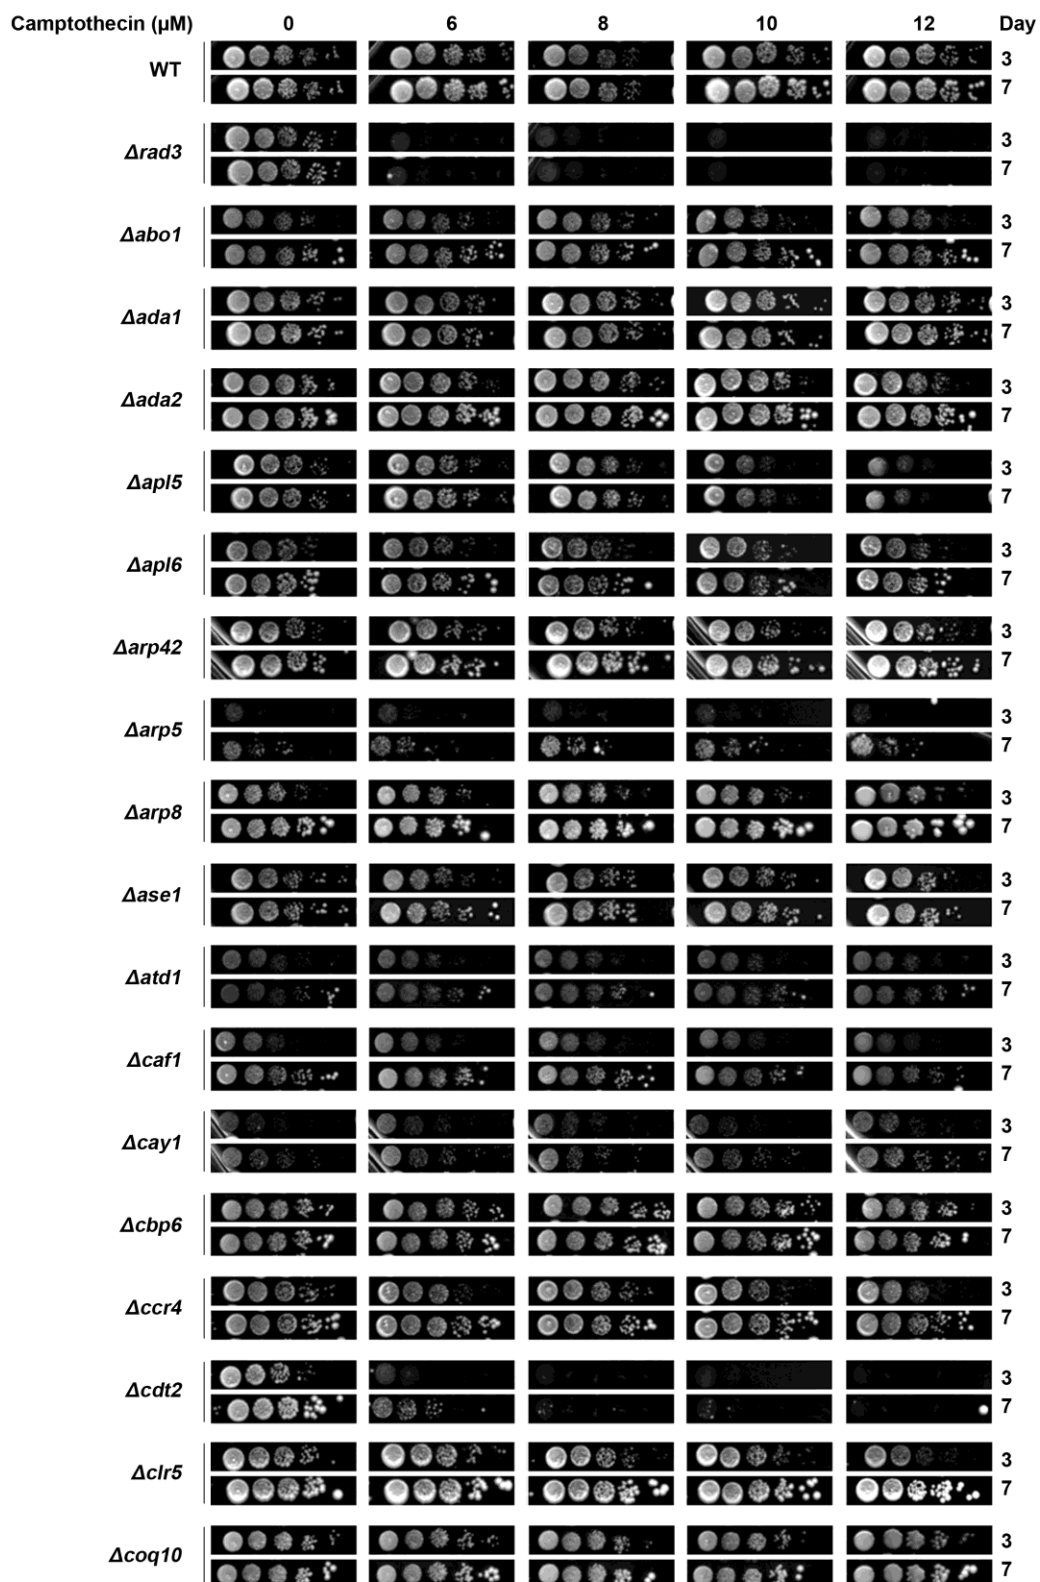 Camptothecin (µM) 0 6 8 10 12 Day
WT 3
7
Δrad3 3
7
Δabo1 3
7
Δada1 3
7
Δada2 3
7
Δapl5 3
7
Δapl6 3
7
Δarp42 3
7
Δarp5 3
7
Δarp8 3
7
Δase1 3
7
Δatd1 3
7
Δcaf1 3
7
Δcay1 3
7
Δcbp6 3
7
Δccr4 3
7
Δcdt2 3
7
Δclr5 3
7
Δcoq10 3
7